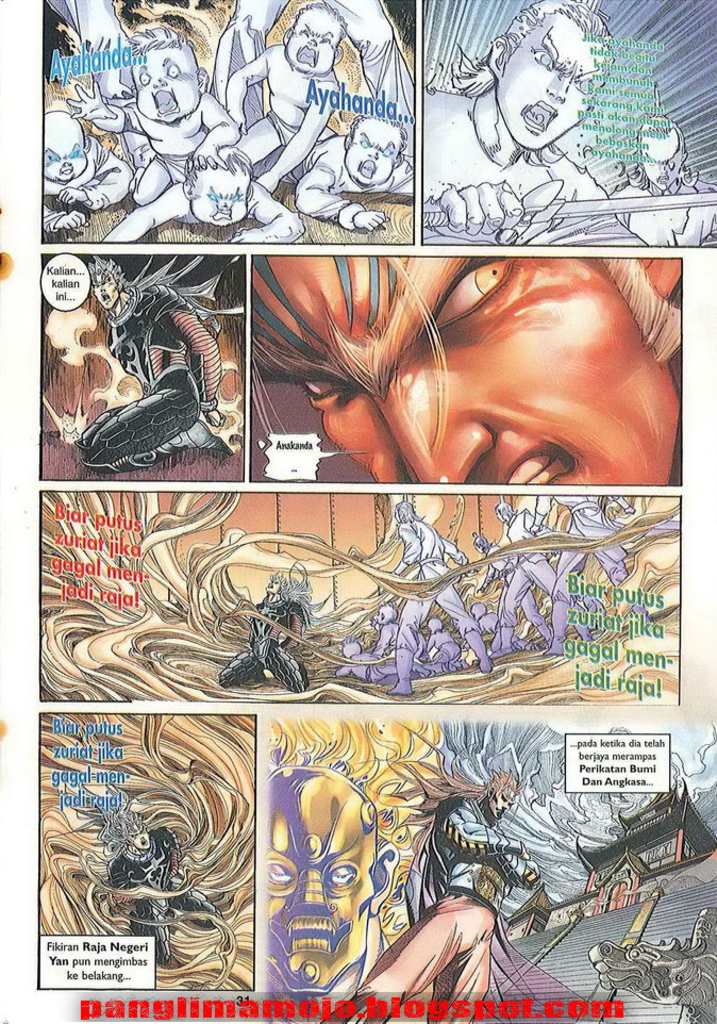 Ayahanda...
Ayahanda...
Jika ayahanda
tidak begitu
kejam dan
membunuh
kami semua,
sekarang kami
pun akan dapat
menolong meng-
bebaskan
ayahanda...
Kalian...
kalian
ini...
Anakanda
...
Biar putus
zuriat jika
gagal men-
jadi raja!
Biar putus
zuriat jika
gagal men-
jadi raja!
Biar putus
zuriat jika
gagal men-
jadi raja!
Fikiran Raja Negeri
Yan pun mengimbas
ke belakang...
...pada ketika dia telah
berjaya merampas
Perikatan Bumi
Dan Angkasa...
31
panglimamojo.blogspot.com